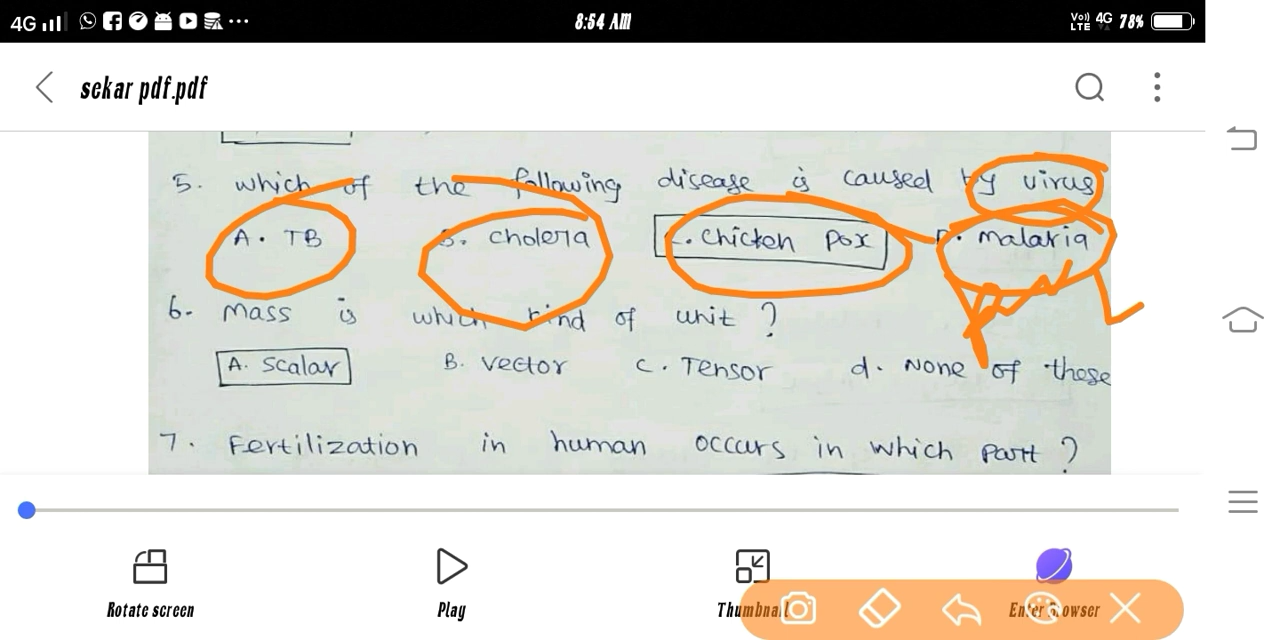 4G 8:54 AM Vo)) LTE 4G 78%
sekar pdf.pdf
5. which of the following disease is caused by virus
A. TB B. cholera C. chicken pox D. malaria
6. mass is which kind of unit ?
A. scalar B. vector C. Tensor d. None of these
7. Fertilization in human occurs in which part ?
Rotate screen Play Thumbnail Enter Browser